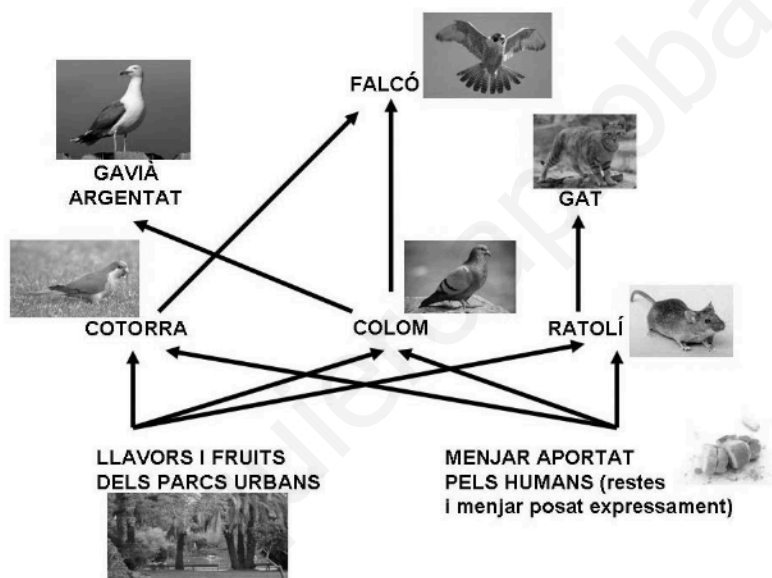 FALCÓ
GAVIÀ
ARGENTAT
GAT
COTORRA
COLOM
RATOLÍ
LLAVORS I FRUITS
DELS PARCS URBANS
MENJAR APORTAT
PELS HUMANS (restes
i menjar posat expressament)